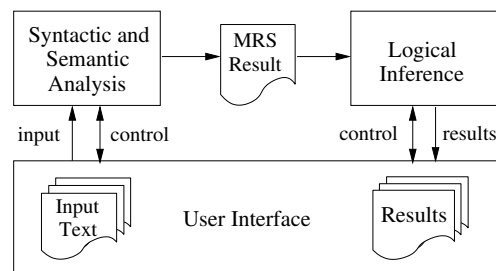 Syntactic and
Semantic
Analysis
MRS
Result
Logical
Inference
input
control
control
results
Input
Text
User Interface
Results